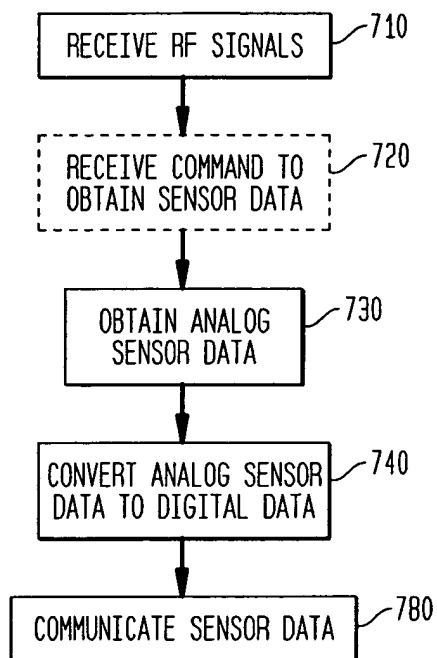 RECEIVE RF SIGNALS
710
RECEIVE COMMAND TO
OBTAIN SENSOR DATA
720
OBTAIN ANALOG
SENSOR DATA
730
CONVERT ANALOG SENSOR
DATA TO DIGITAL DATA
740
COMMUNICATE SENSOR DATA
780